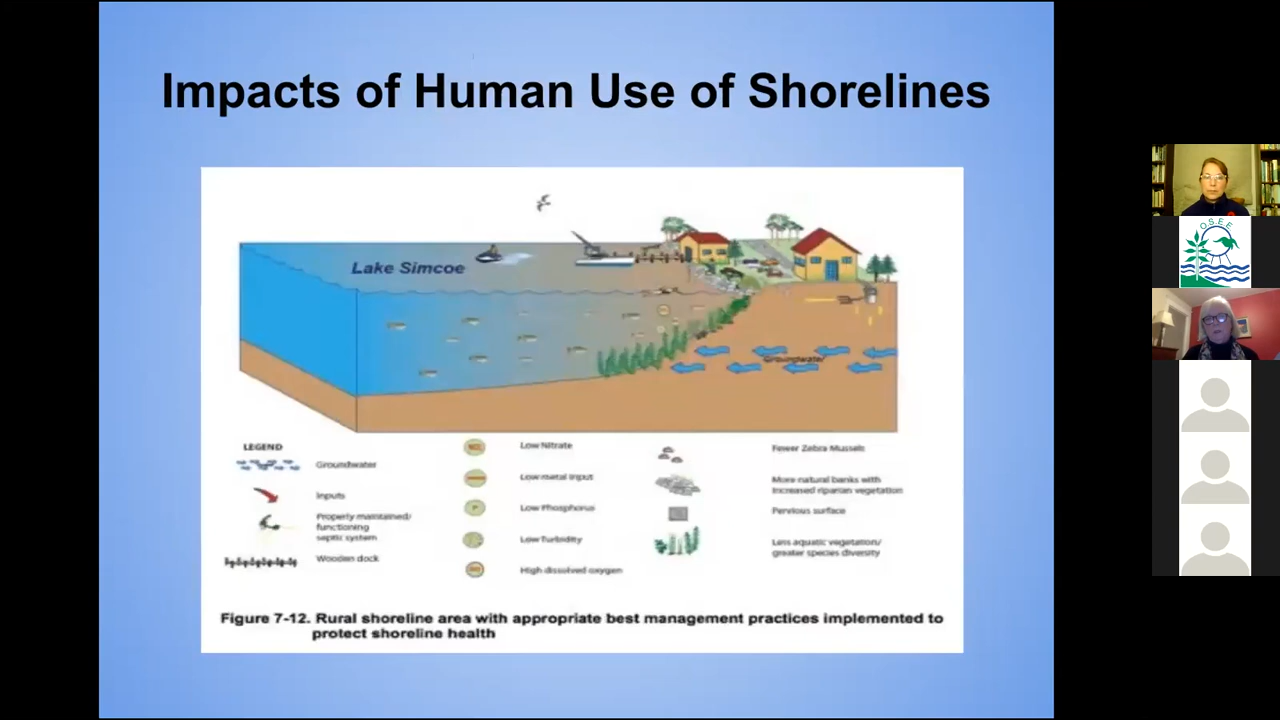 Impacts of Human Use of Shorelines
O.S.E.E
Lake Simcoe
Groundwater
LEGEND
Groundwater
Inputs
Properly maintained/
functioning
septic system
Wooden dock
Low Nitrate
Low metal input
P
Low Phosphorus
Low Turbidity
High dissolved oxygen
Fewer Zebra Mussels
More natural banks with
increased riparian vegetation
Pervious surface
Less aquatic vegetation/
greater species diversity
Figure 7-12. Rural shoreline area with appropriate best management practices implemented to
protect shoreline health